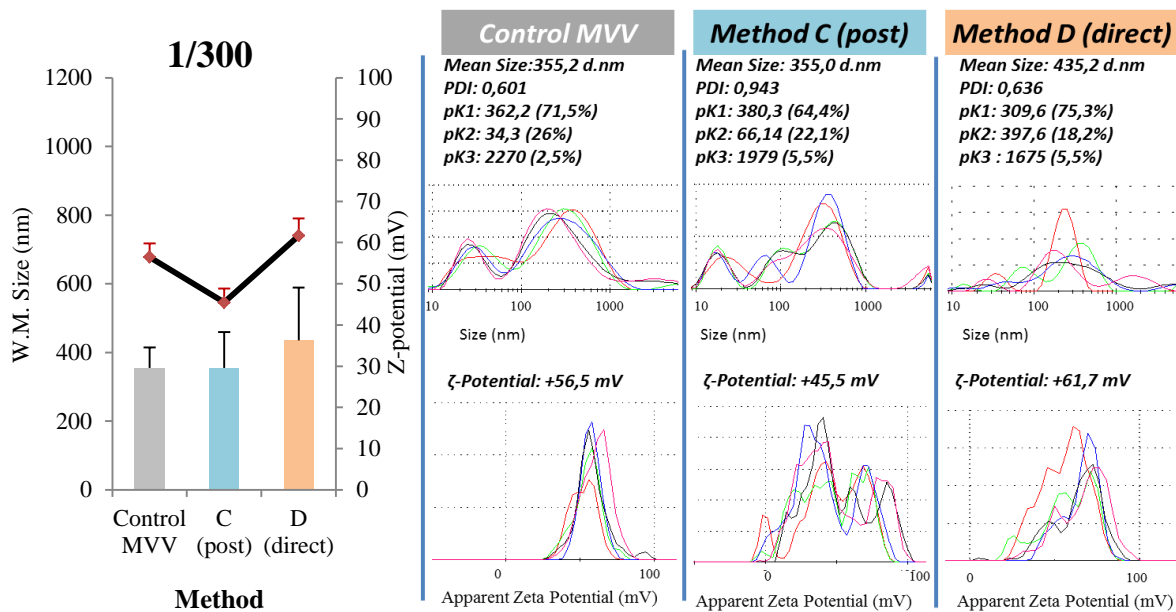 1/300
1200
1000
800
600
400
200
0
W.M. Size (nm)
100
90
80
70
60
50
40
30
20
10
0
Z-potential (mV)
Control
MVV
C
(post)
D
(direct)
Method
Control MVV
Mean Size:355,2 d.nm
PDI: 0,601
pK1: 362,2 (71,5%)
pK2: 34,3 (26%)
pK3: 2270 (2,5%)
10 100 1000
Size (nm)
ζ-Potential: +56,5 mV
0 100
Apparent Zeta Potential (mV)
Method C (post)
Mean Size: 355,0 d.nm
PDI: 0,943
pK1: 380,3 (64,4%)
pK2: 66,14 (22,1%)
pK3: 1979 (5,5%)
10 100 1000
Size (nm)
ζ-Potential: +45,5 mV
0 100
Apparent Zeta Potential (mV)
Method D (direct)
Mean Size: 435,2 d.nm
PDI: 0,636
pK1: 309,6 (75,3%)
pK2: 397,6 (18,2%)
pK3 : 1675 (5,5%)
10 100 1000
Size (nm)
ζ-Potential: +61,7 mV
0 100
Apparent Zeta Potential (mV)